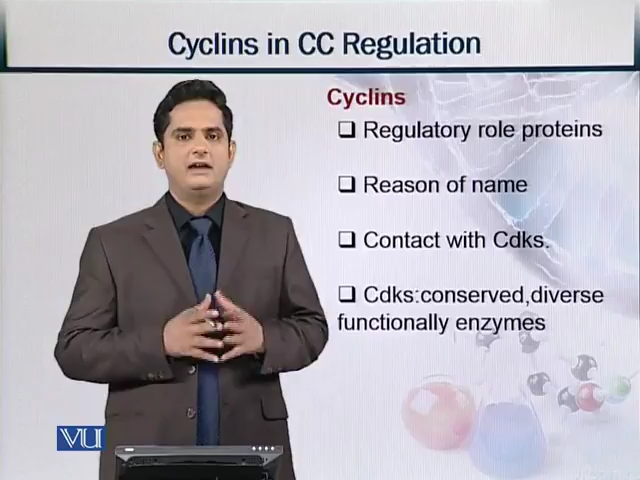 Cyclins in CC Regulation
Cyclins
❑ Regulatory role proteins
❑ Reason of name
❑ Contact with Cdks.
❑ Cdks:conserved,diverse
functionally enzymes
VU